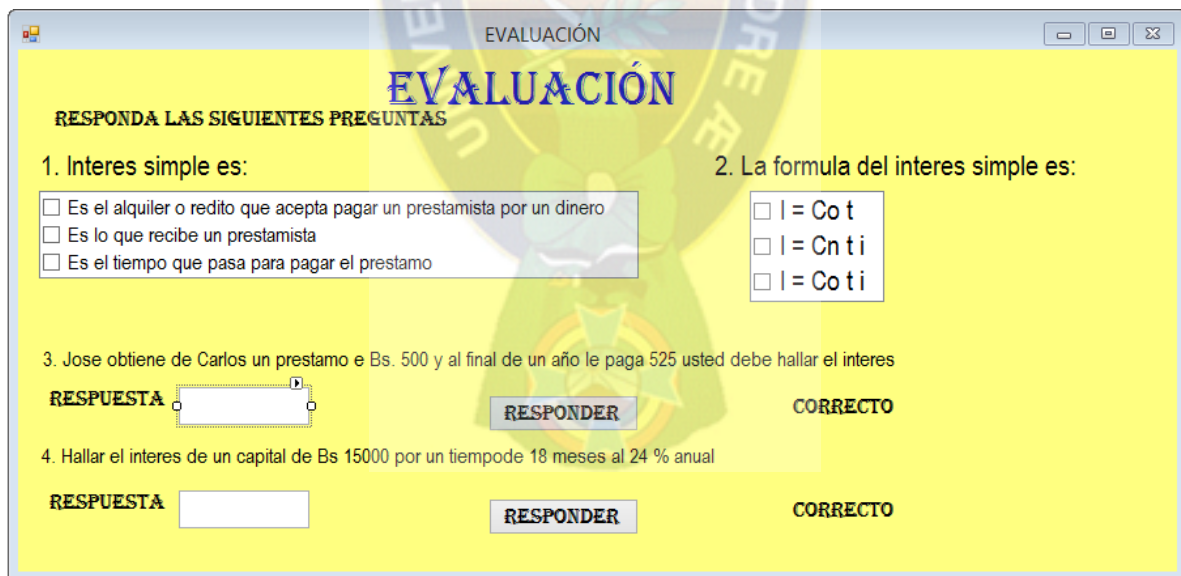 EVALUACIÓN
EVALUACIÓN
RESPONDA LAS SIGUIENTES PREGUNTAS
1. Interes simple es:
Es el alquiler o redito que acepta pagar un prestamista por un dinero
Es lo que recibe un prestamista
Es el tiempo que pasa para pagar el prestamo
2. La formula del interes simple es:
I = Co t
I = Cn t i
I = Co t i
3. Jose obtiene de Carlos un prestamo e Bs. 500 y al final de un año le paga 525 usted debe hallar el interes
RESPUESTA
RESPONDER
CORRECTO
4. Hallar el interes de un capital de Bs 15000 por un tiempode 18 meses al 24 % anual
RESPUESTA
RESPONDER
CORRECTO